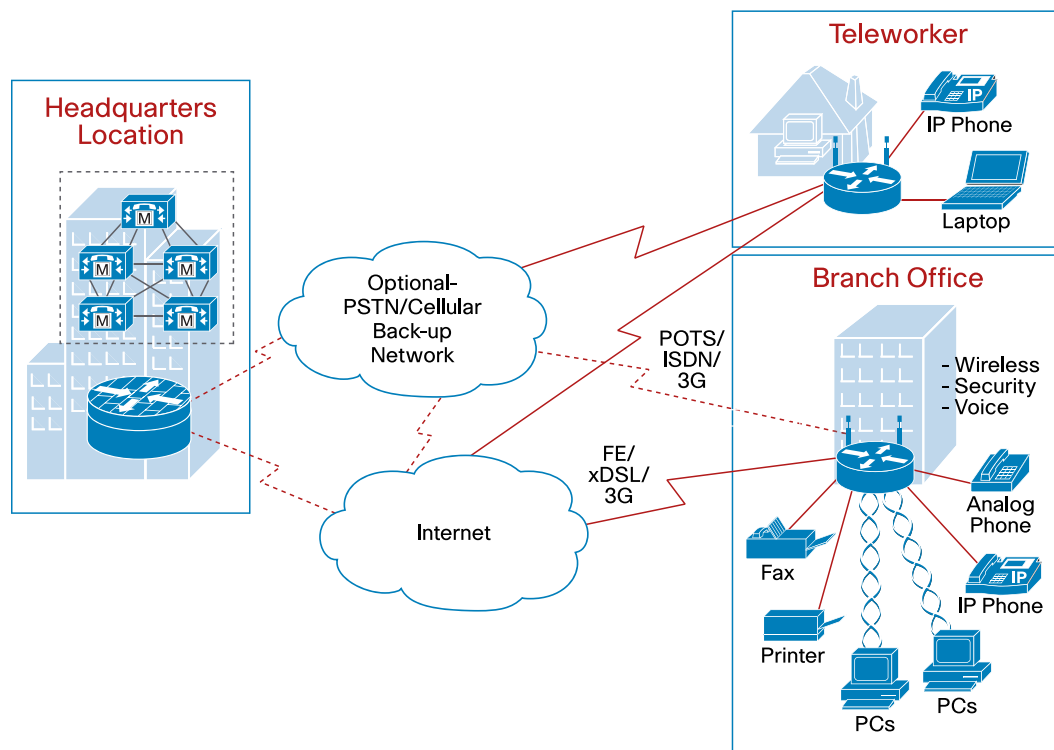 Headquarters
Location
M
M
M
M
M
Optional-
PSTN/Cellular
Back-up
Network
Internet
POTS/
ISDN/
3G
FE/
xDSL/
3G
Teleworker
IP
IP Phone
Laptop
Branch Office
- Wireless
- Security
- Voice
Analog
Phone
Fax
IP
IP Phone
Printer
PCs
PCs